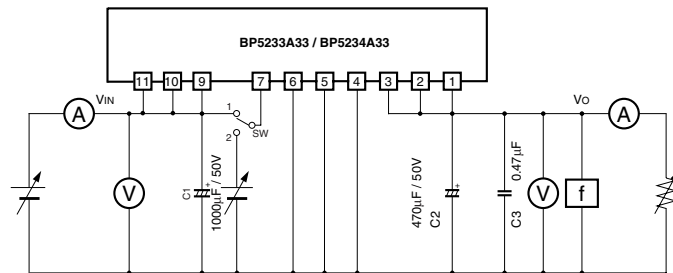 BP5233A33 / BP5234A33
11 10 9 7 6 5 4 3 2 1
A VIN VO A
1
SW
2
V
C1
1000μF / 50V
+
470μF / 50V
C2
+
0.47μF
C3
V
f